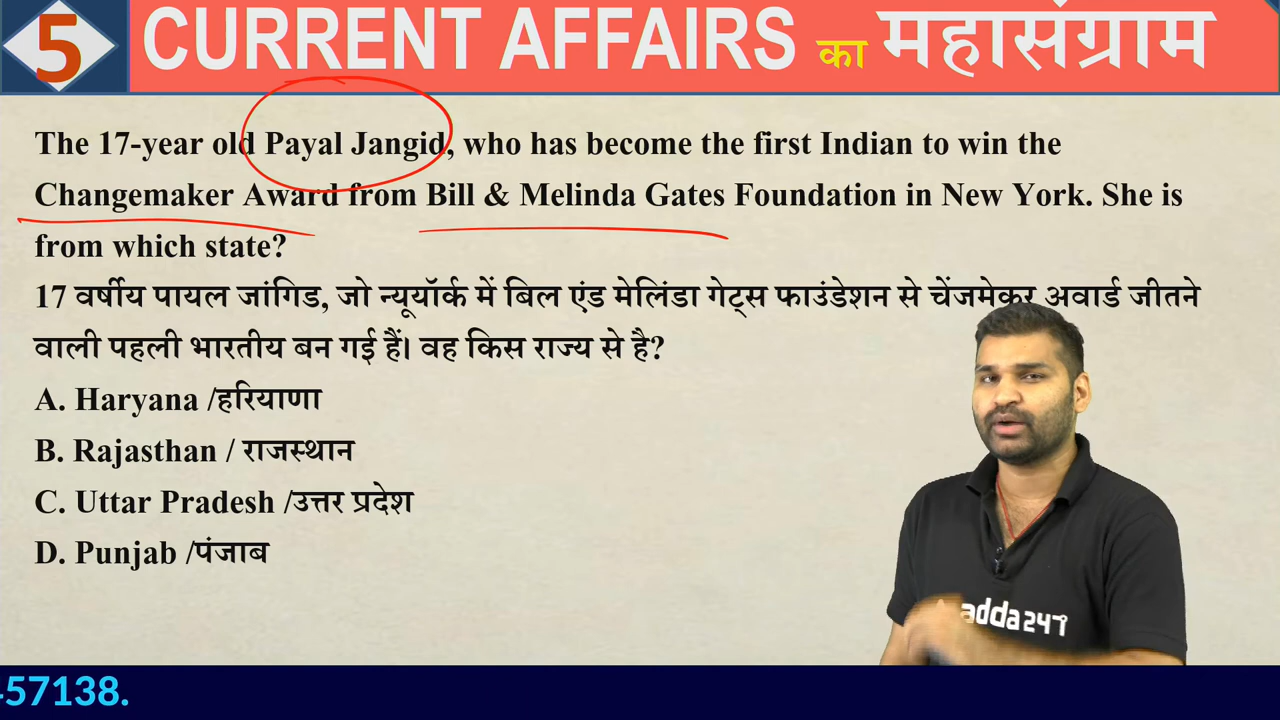 5
CURRENT AFFAIRS का महासंग्राम
The 17-year old Payal Jangid, who has become the first Indian to win the
Changemaker Award from Bill & Melinda Gates Foundation in New York. She is
from which state?
17 वर्षीय पायल जांगिड, जो न्यूयॉर्क में बिल एंड मेलिंडा गेट्स फाउंडेशन से चेंजमेकर अवार्ड जीतने
वाली पहली भारतीय बन गई हैं। वह किस राज्य से है?
A. Haryana /हरियाणा
B. Rajasthan / राजस्थान
C. Uttar Pradesh /उत्तर प्रदेश
D. Punjab /पंजाब
adda247
457138.